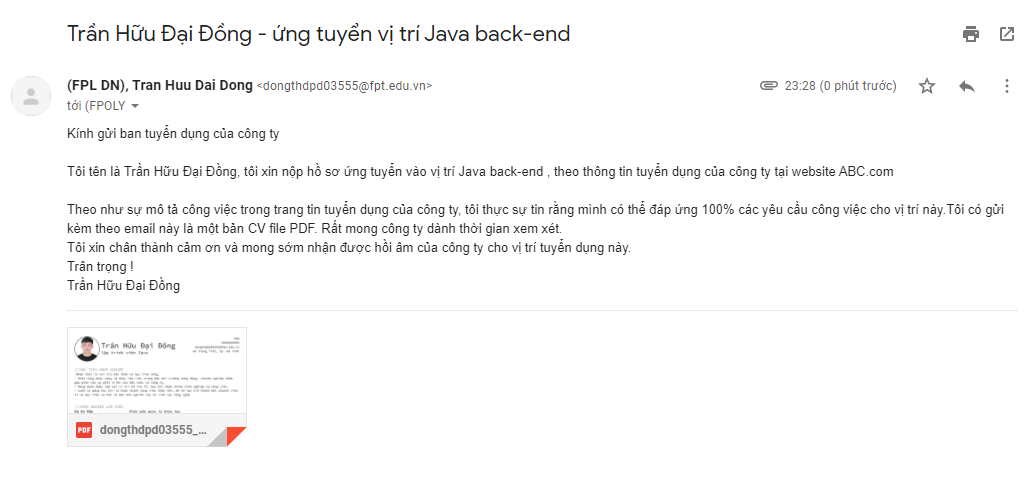 Trần Hữu Đại Đồng - ứng tuyển vị trí Java back-end
(FPL DN), Tran Huu Dai Dong <dongthdpd03555@fpt.edu.vn>
23:28 (0 phút trước)
tới (FPOLY
Kính gửi ban tuyển dụng của công ty
Tôi tên là Trần Hữu Đại Đồng, tôi xin nộp hồ sơ ứng tuyển vào vị trí Java back-end , theo thông tin tuyển dụng của công ty tại website ABC.com
Theo như sự mô tả công việc trong trang tin tuyển dụng của công ty, tôi thực sự tin rằng mình có thể đáp ứng 100% các yêu cầu công việc cho vị trí này.Tôi có gửi
kèm theo email này là một bản CV file PDF. Rất mong công ty dành thời gian xem xét.
Tôi xin chân thành cảm ơn và mong sớm nhận được hồi âm của công ty cho vị trí tuyển dụng này.
Trân trọng !
Trần Hữu Đại Đồng
Trần Hữu Đại Đồng
Lập trình viên Java
PDF dongthdpd03555_...